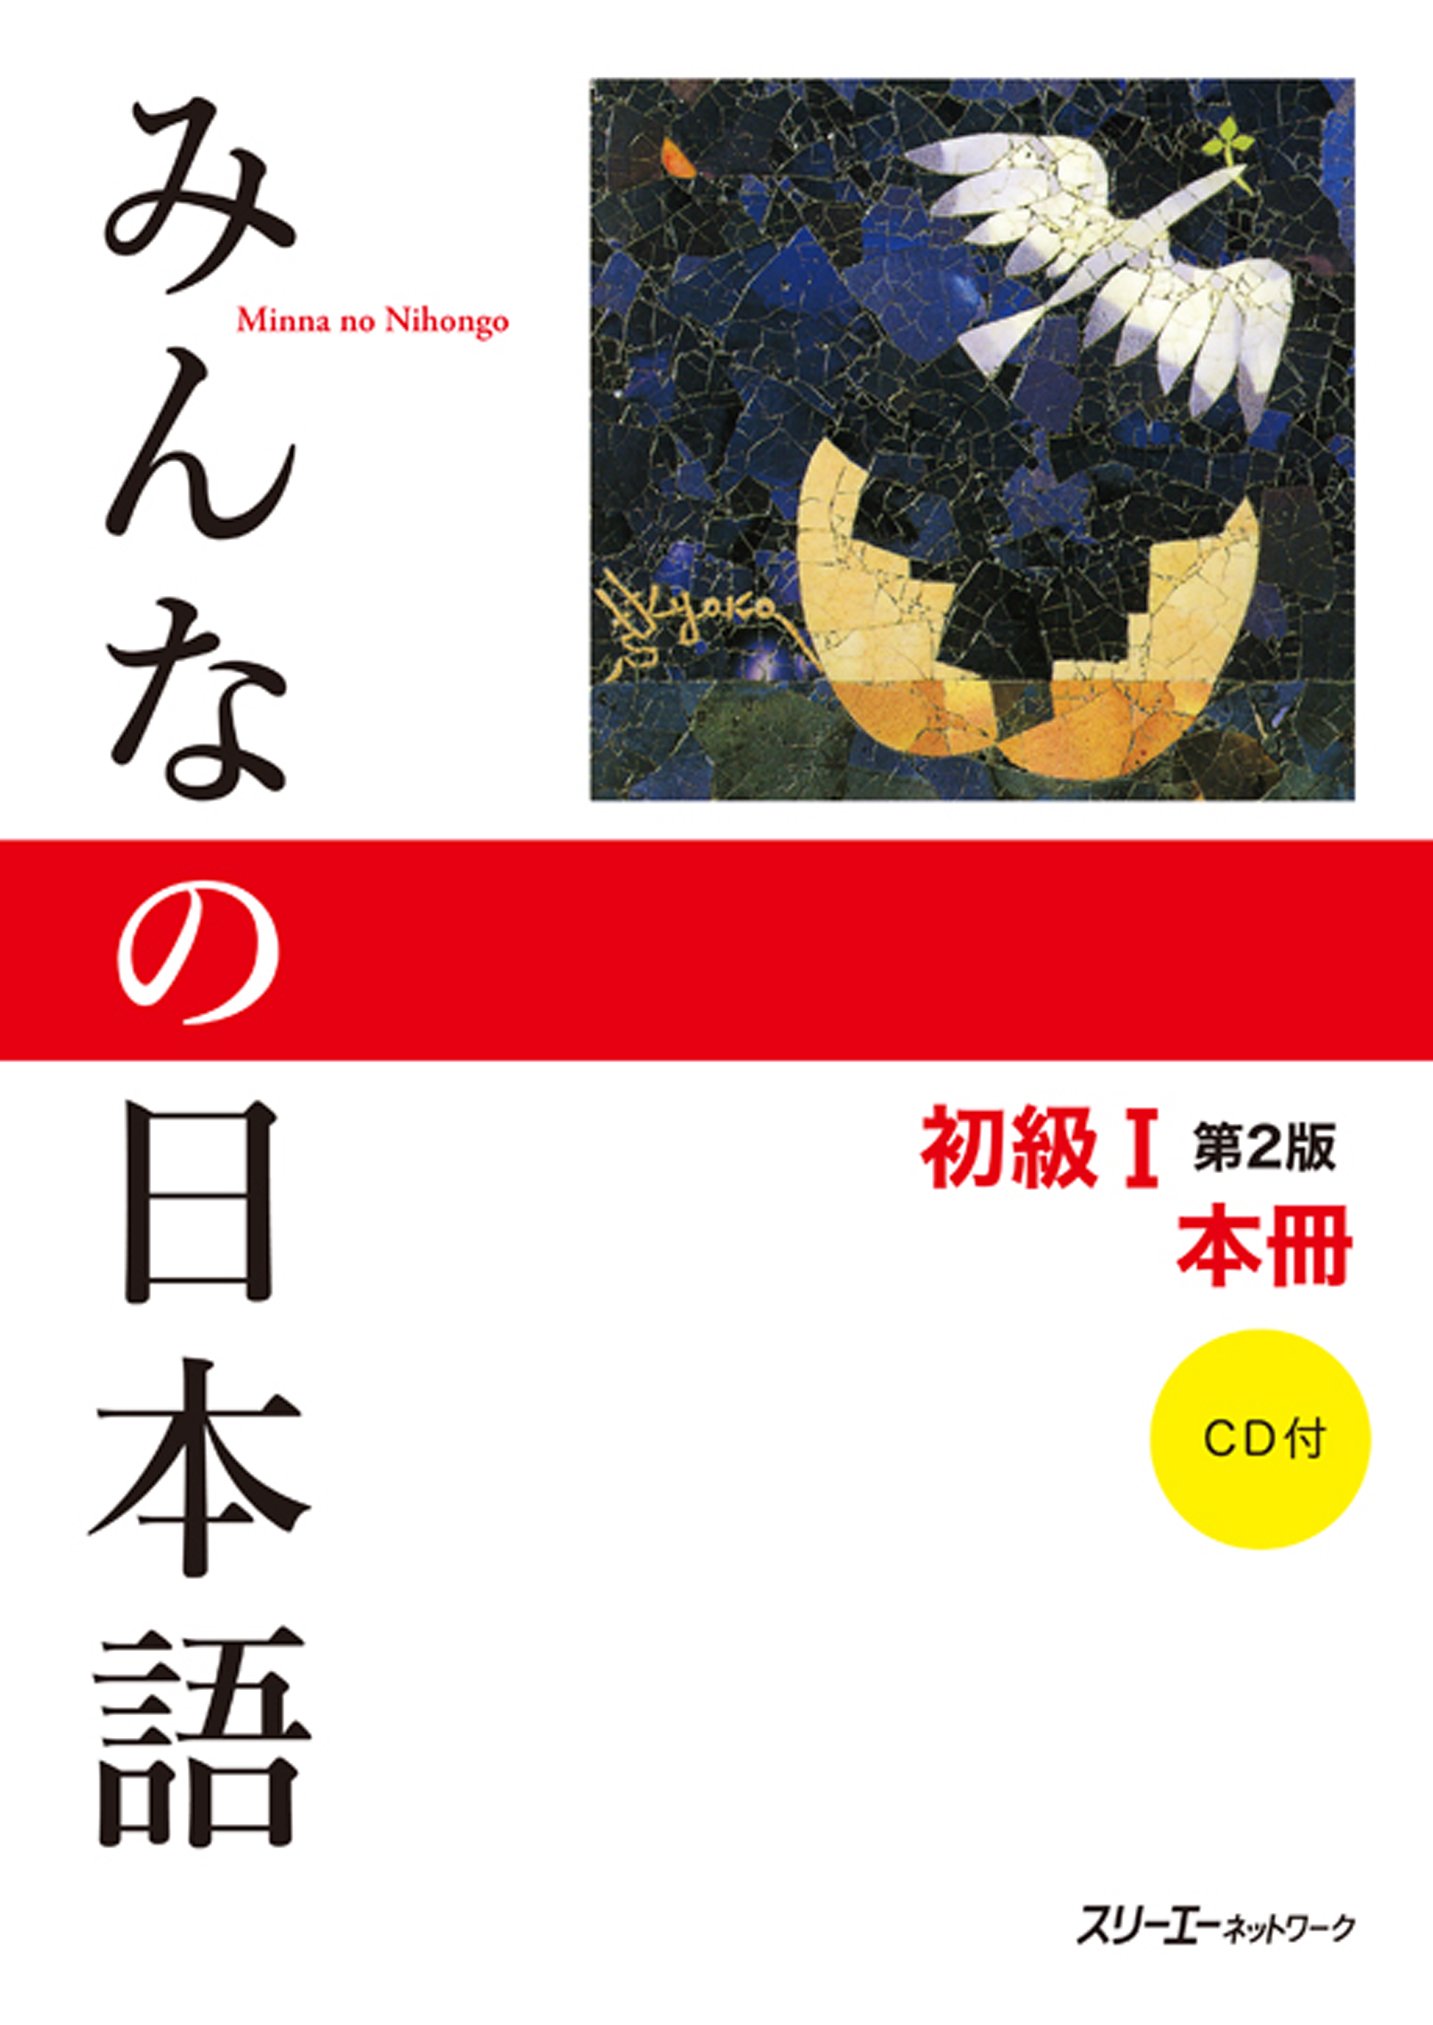 みんなの日本語
Minna no Nihongo
Kyoko
初級Ⅰ 第2版
本冊
CD付
スリーエーネットワーク